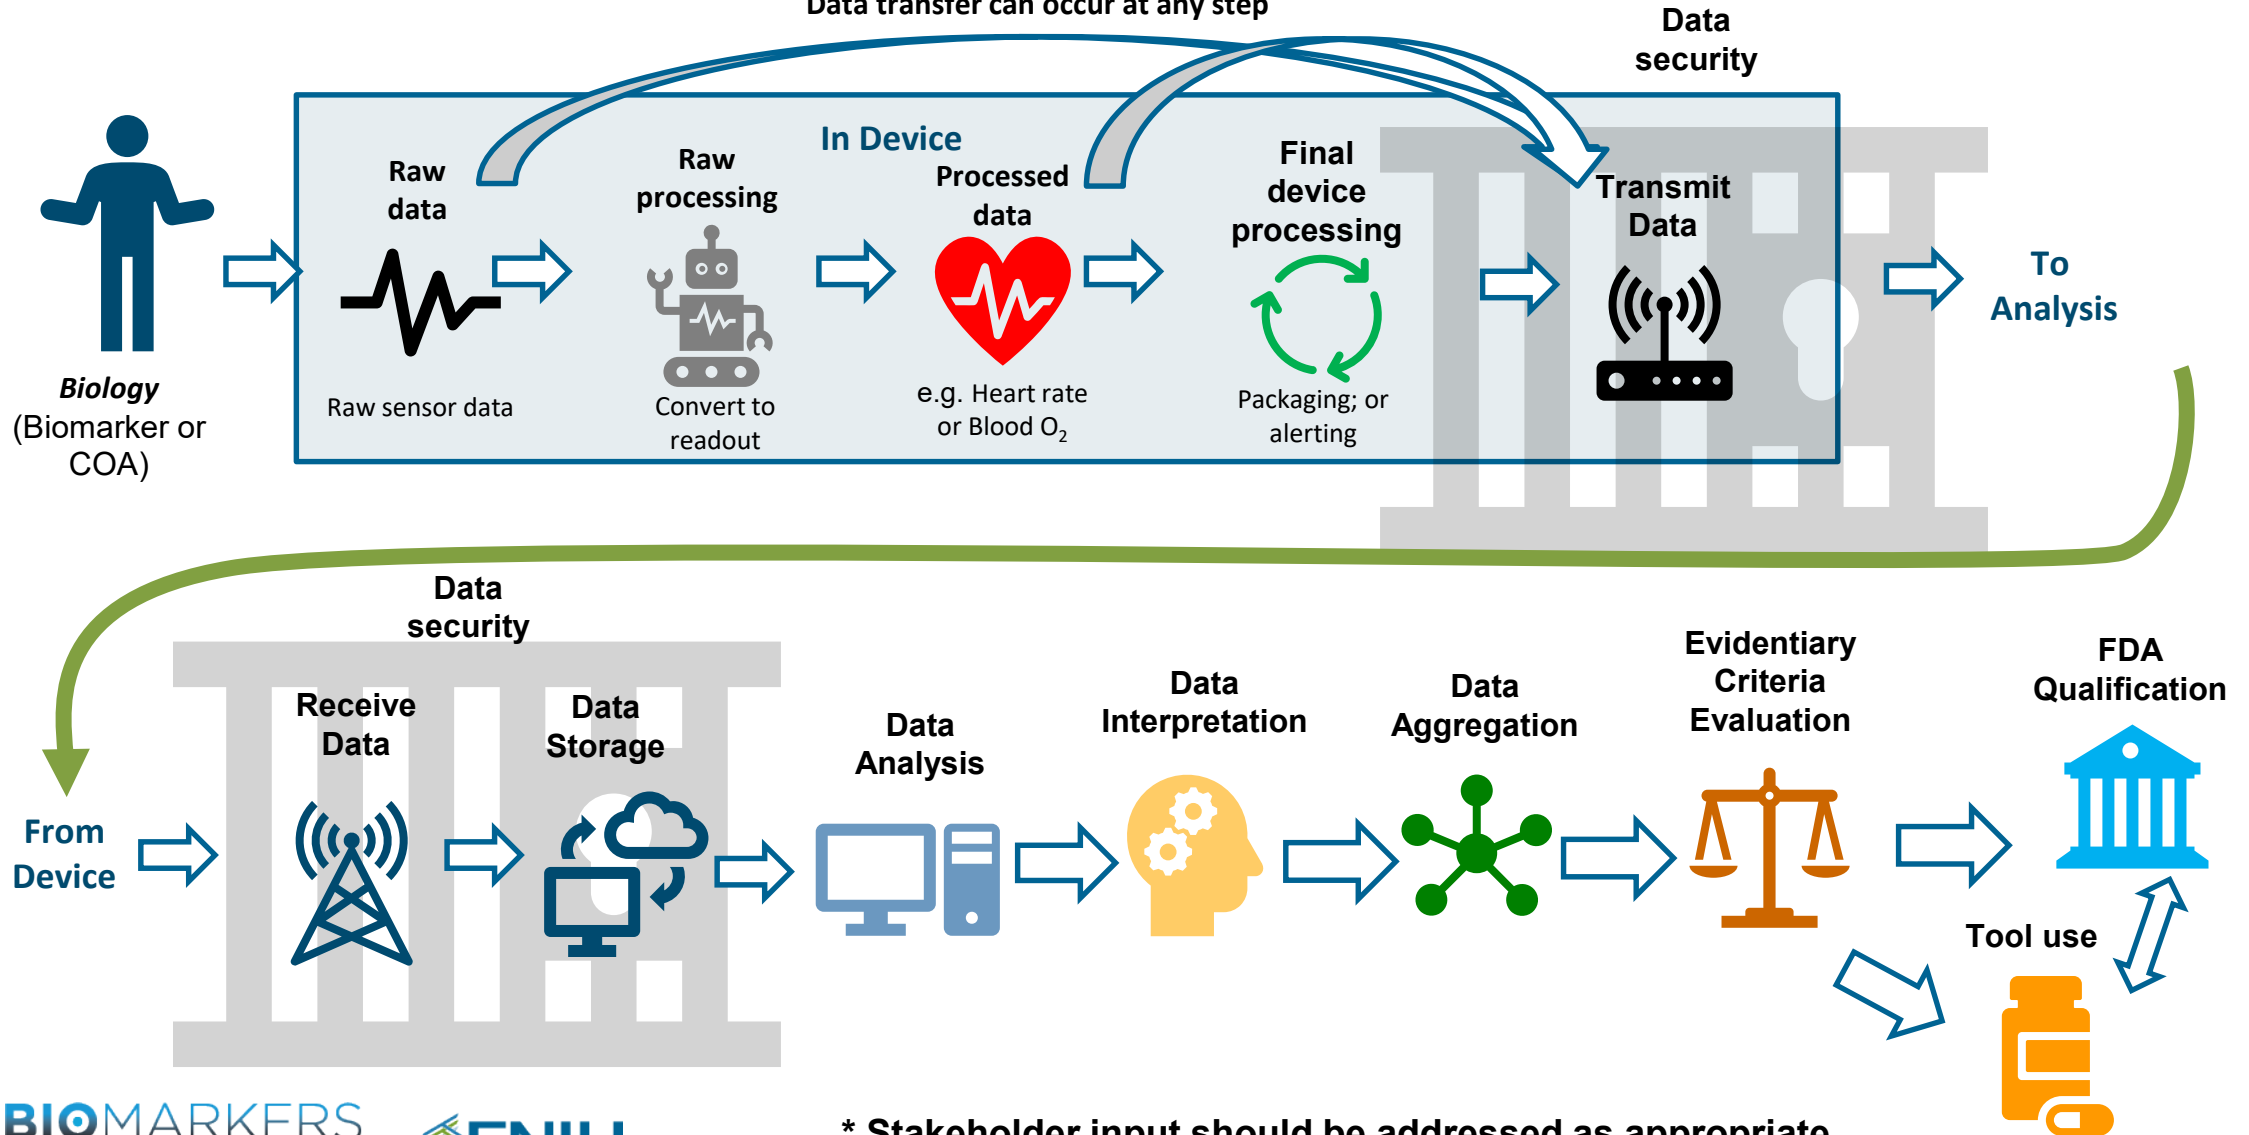 Data transfer can occur at any step
Data
security
In Device
Raw
data
Raw
processing
Processed
data
Final
device
processing
Transmit
Data
To
Analysis
Biology
(Biomarker or
COA)
Raw sensor data
Convert to
readout
e.g. Heart rate
or Blood O₂
Packaging; or
alerting
Data
security
From
Device
Receive
Data
Data
Storage
Data
Analysis
Data
Interpretation
Data
Aggregation
Evidentiary
Criteria
Evaluation
FDA
Qualification
Tool use
BIOMARKERS
FNIH
* Stakeholder input should be addressed as appropriate